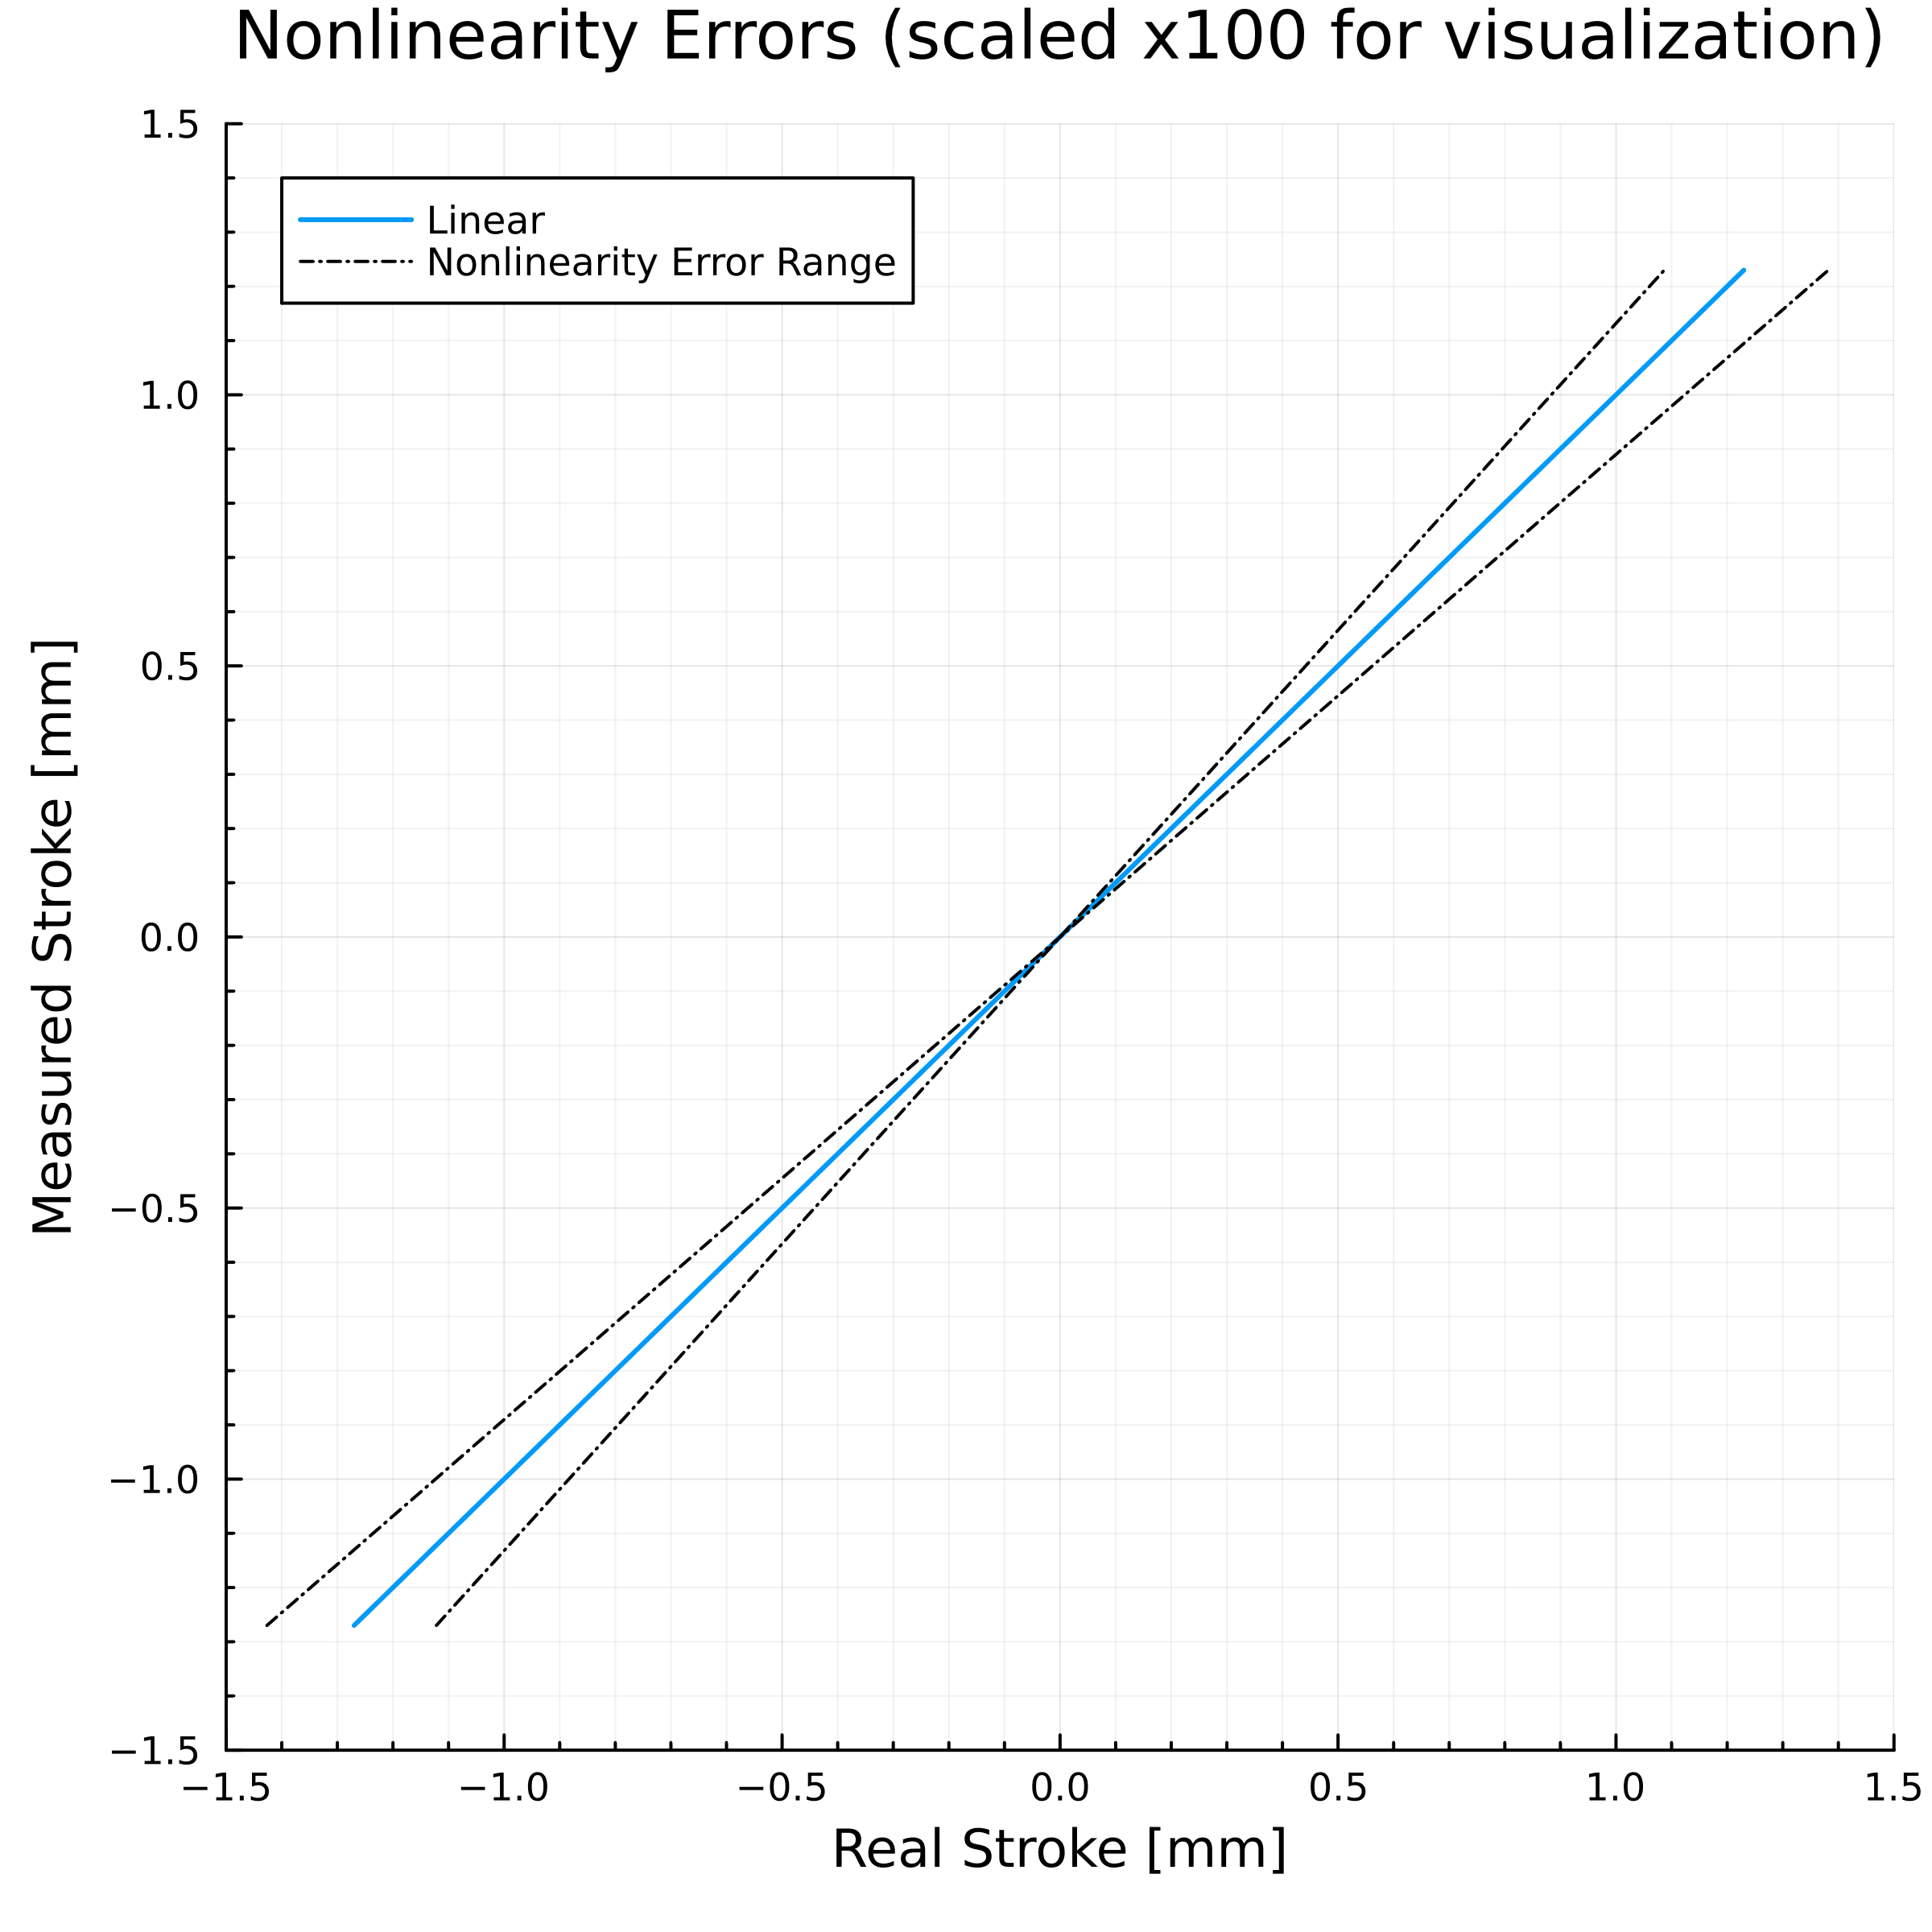 Nonlinearity Errors (scaled x100 for visualization)
Linear
Nonlinearity Error Range
1.5
1.0
0.5
0.0
−0.5
−1.0
−1.5
Measured Stroke [mm]
−1.5 −1.0 −0.5 0.0 0.5 1.0 1.5
Real Stroke [mm]